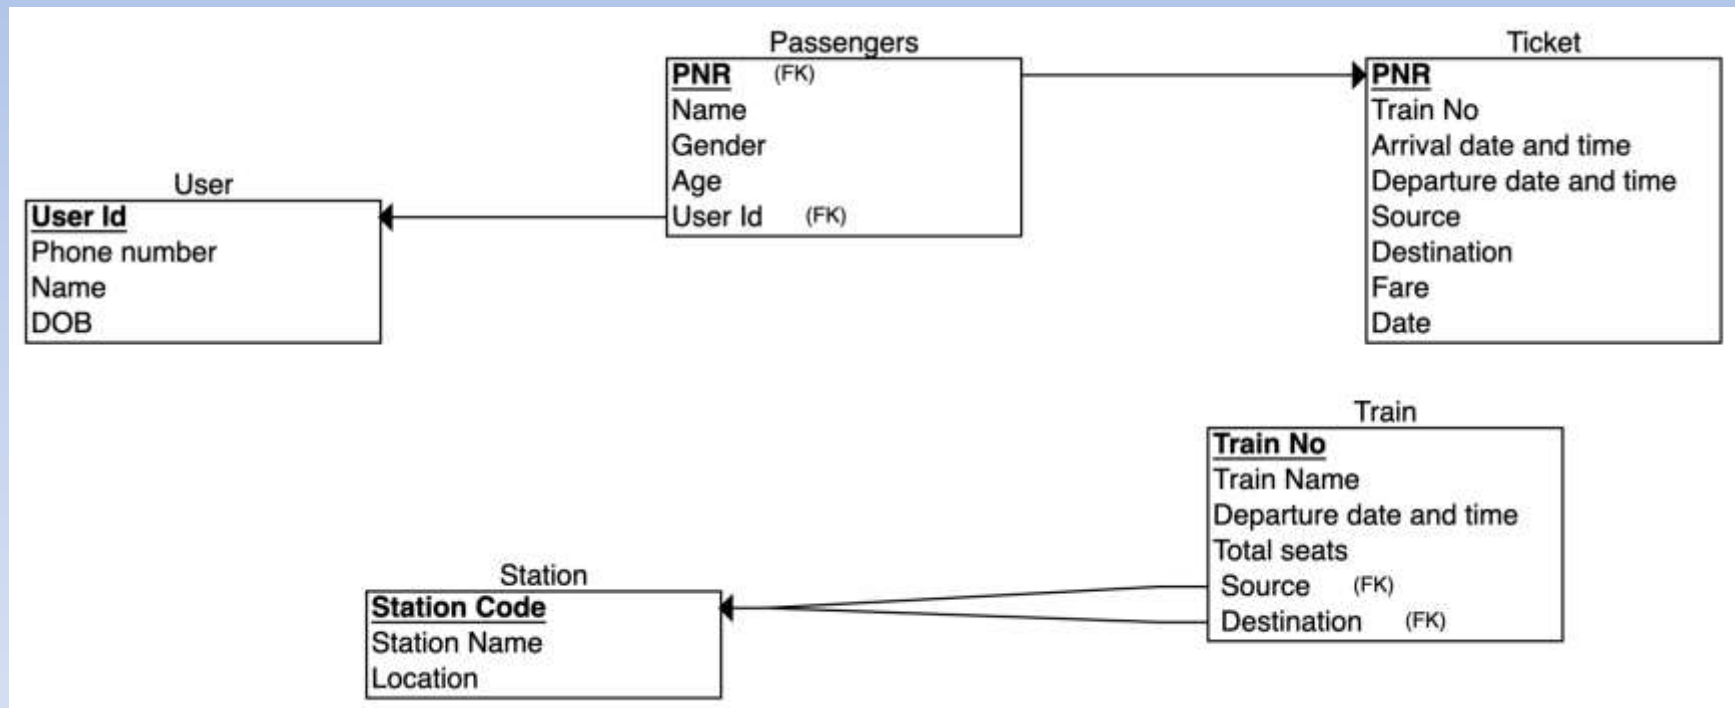 Passengers
PNR (FK)
Name
Gender
Age
User Id (FK)
Ticket
PNR
Train No
Arrival date and time
Departure date and time
Source
Destination
Fare
Date
User
User Id
Phone number
Name
DOB
Train
Train No
Train Name
Departure date and time
Total seats
Source (FK)
Destination (FK)
Station
Station Code
Station Name
Location